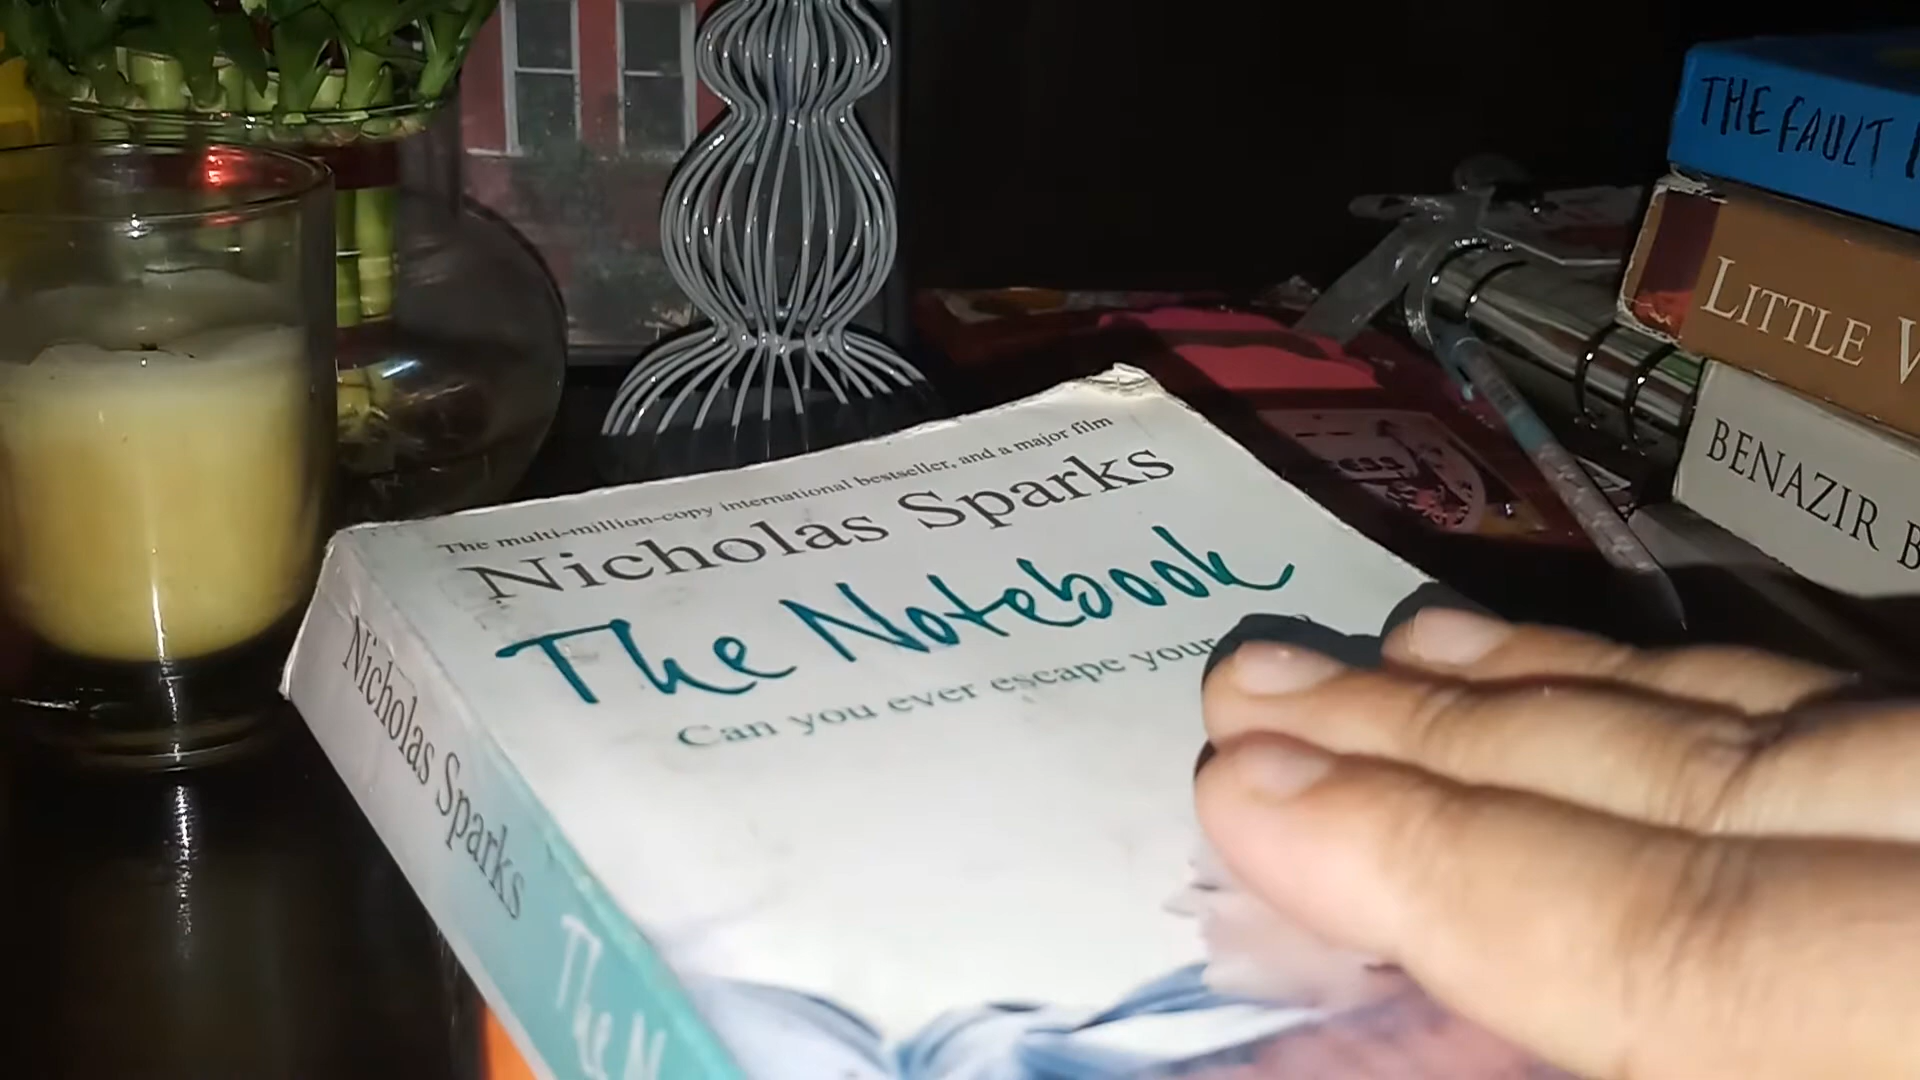 The multi-million-copy international bestseller, and a major film
Nicholas Sparks
The Notebook
Can you ever escape your
Nicholas Sparks
The N
THE FAULT
LITTLE W
BENAZIR B